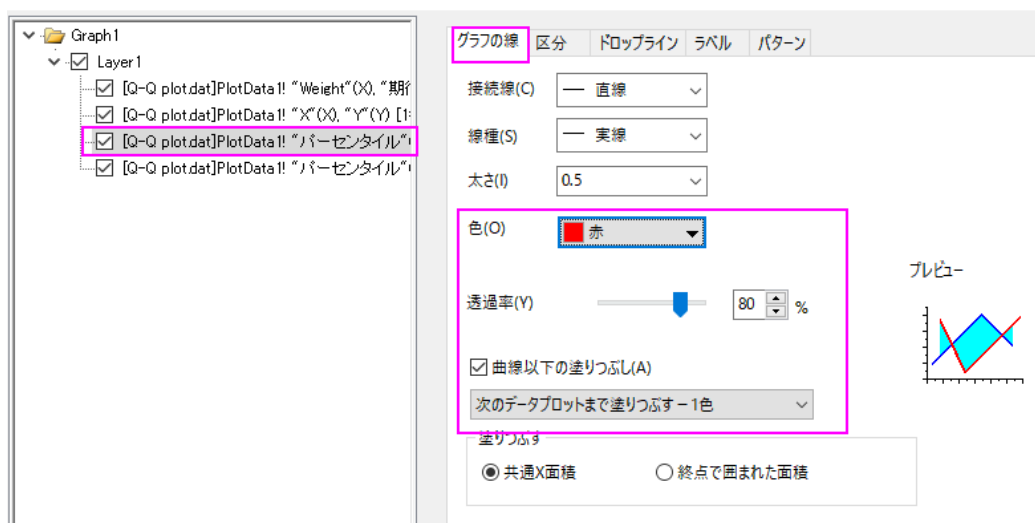 Graph1
Layer1
[Q-Q plot.dat]PlotData1! "Weight"(X), "期待
[Q-Q plot.dat]PlotData1! "X"(X), "Y"(Y) [1
[Q-Q plot.dat]PlotData1! "パーセンタイル"(
[Q-Q plot.dat]PlotData1! "パーセンタイル"(
グラフの線 区分 ドロップライン ラベル パターン
接続線(C) 直線
線種(S) 実線
太さ(I) 0.5
色(O) 赤
プレビュー
透過率(Y) 80 %
曲線以下の塗りつぶし(A)
次のデータプロットまで塗りつぶす - 1色
塗りつぶす
共通X面積 終点で囲まれた面積